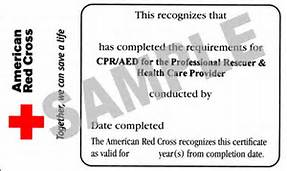 American
Red Cross
Together, we can save a life
This recognizes that
has completed the requirements for
CPR/AED for the Professional Rescuer &
Health Care Provider
conducted by
Date completed
The American Red Cross recognizes this certificate
as valid for year(s) from completion date.
SAMPLE